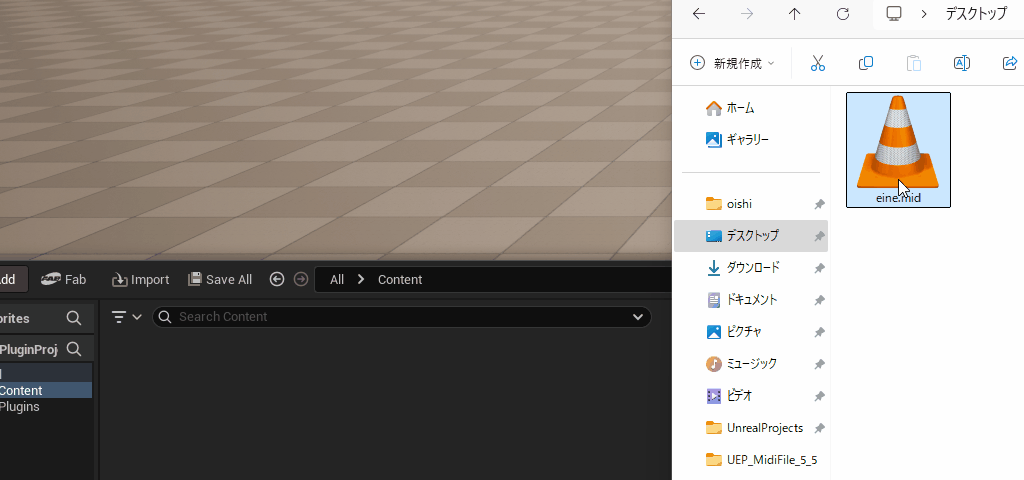 デスクトップ
新規作成
ホーム
ギャラリー
eine.mid
oishi
デスクトップ
ダウンロード
ドキュメント
ピクチャ
ミュージック
ビデオ
UnrealProjects
UEP_MidiFile_5_5
dd Fab Import Save All All Content
rites
Search Content
PluginProj
Content
Plugins